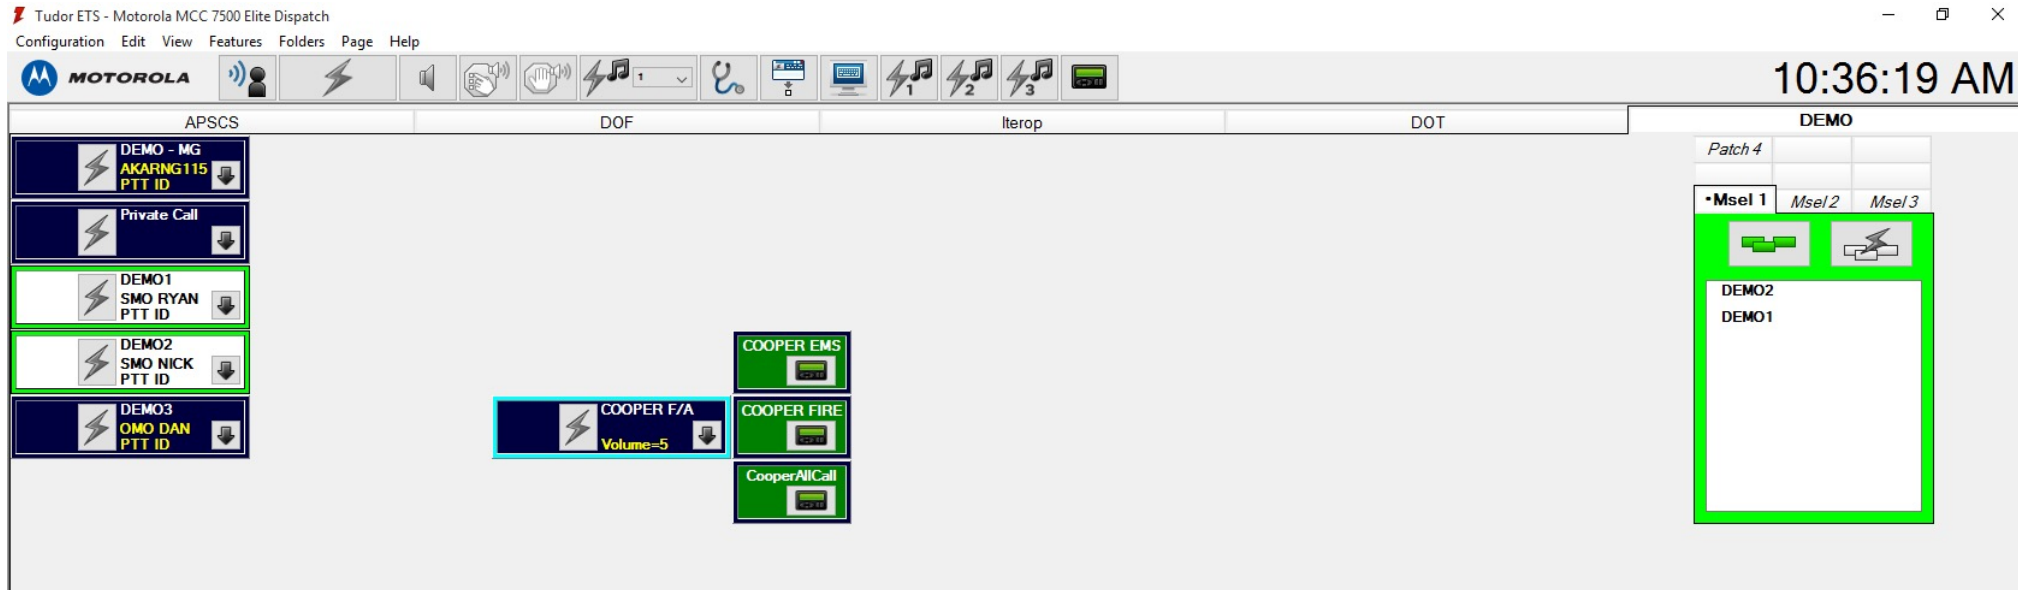 Tudor ETS - Motorola MCC 7500 Elite Dispatch
Configuration Edit View Features Folders Page Help
MOTOROLA
1
1
2
3
10:36:19 AM
APSCS
DOF
Iterop
DOT
DEMO
DEMO - MG
AKARNG115
PTT ID
Private Call
DEMO1
SMO RYAN
PTT ID
DEMO2
SMO NICK
PTT ID
DEMO3
OMO DAN
PTT ID
COOPER F/A
Volume=5
COOPER EMS
COOPER FIRE
CooperAllCall
Patch 4
•Msel 1
Msel 2
Msel 3
DEMO2
DEMO1